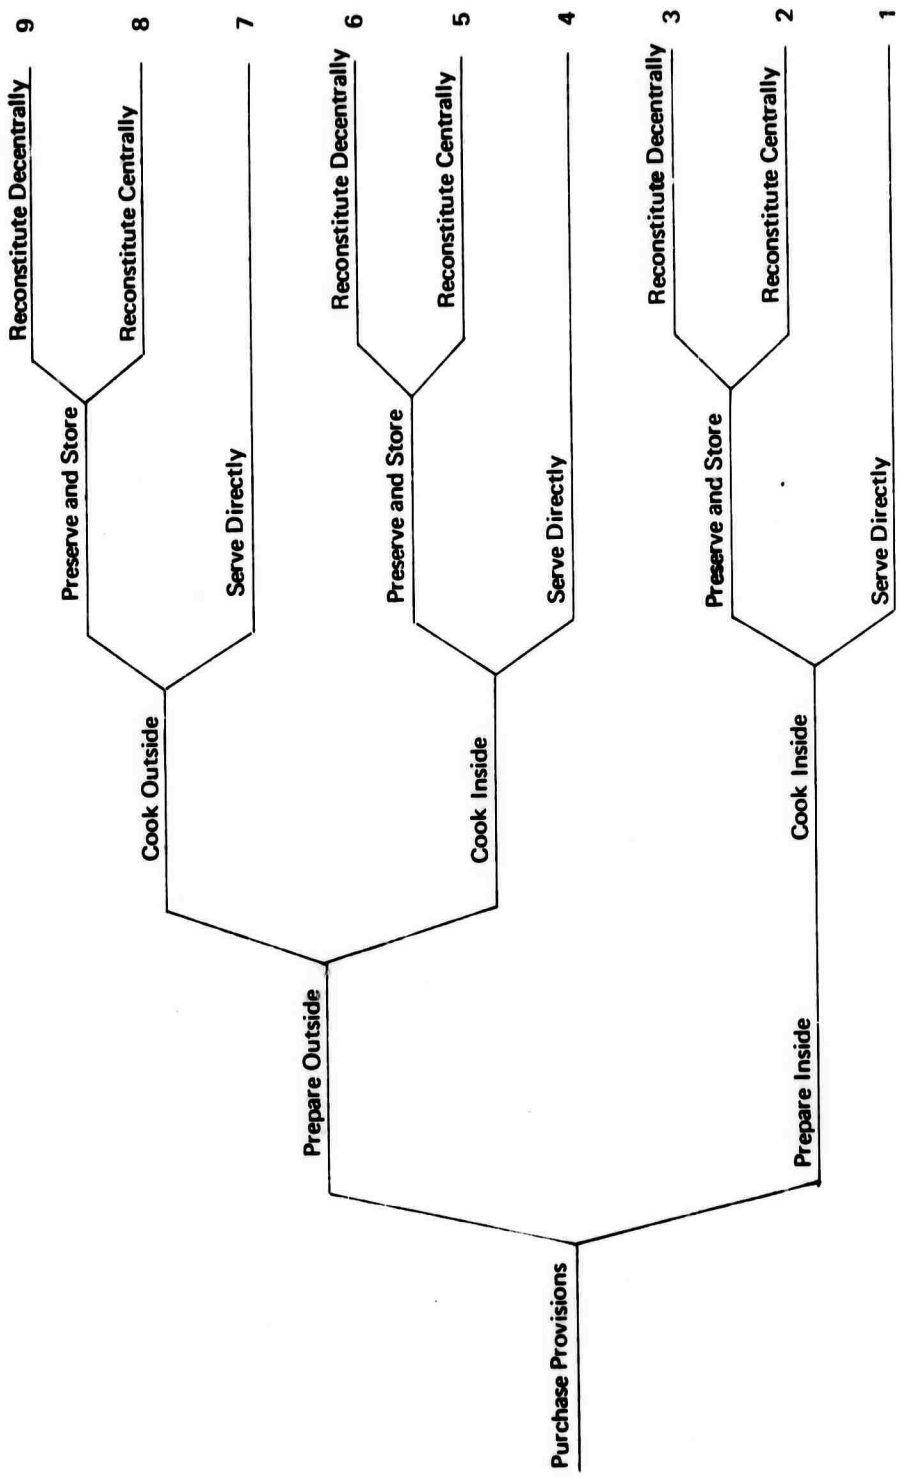 Purchase Provisions
Prepare Outside
Prepare Inside
Cook Outside
Cook Inside
Cook Inside
Preserve and Store
Serve Directly
Preserve and Store
Serve Directly
Preserve and Store
Serve Directly
Reconstitute Decentrally
Reconstitute Centrally
Reconstitute Decentrally
Reconstitute Centrally
Reconstitute Decentrally
Reconstitute Centrally
9
8
7
6
5
4
3
2
1